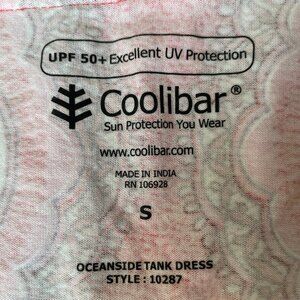 UPF 50+ Excellent UV Protection
Coolibar®
Sun Protection You Wear
www.coolibar.com
MADE IN INDIA
RN 106928
S
OCEANSIDE TANK DRESS
STYLE : 10287